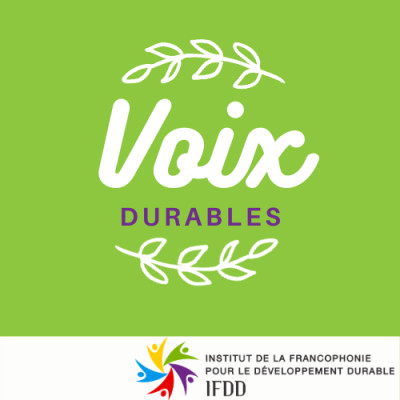 Voix
DURABLES
INSTITUT DE LA FRANCOPHONIE
POUR LE DÉVELOPPEMENT DURABLE
IFDD